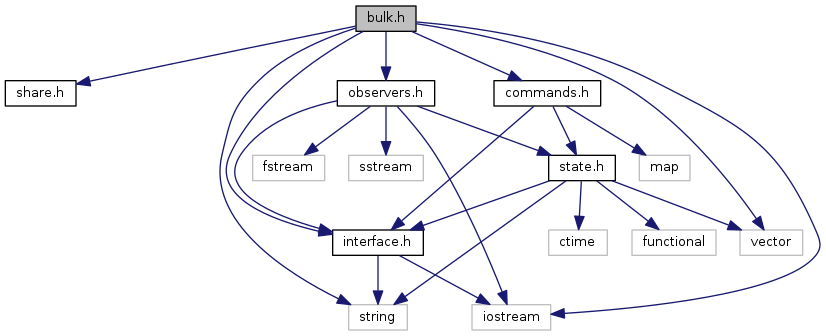 bulk.h
share.h
observers.h
commands.h
fstream
sstream
state.h
map
interface.h
ctime
functional
vector
string
iostream